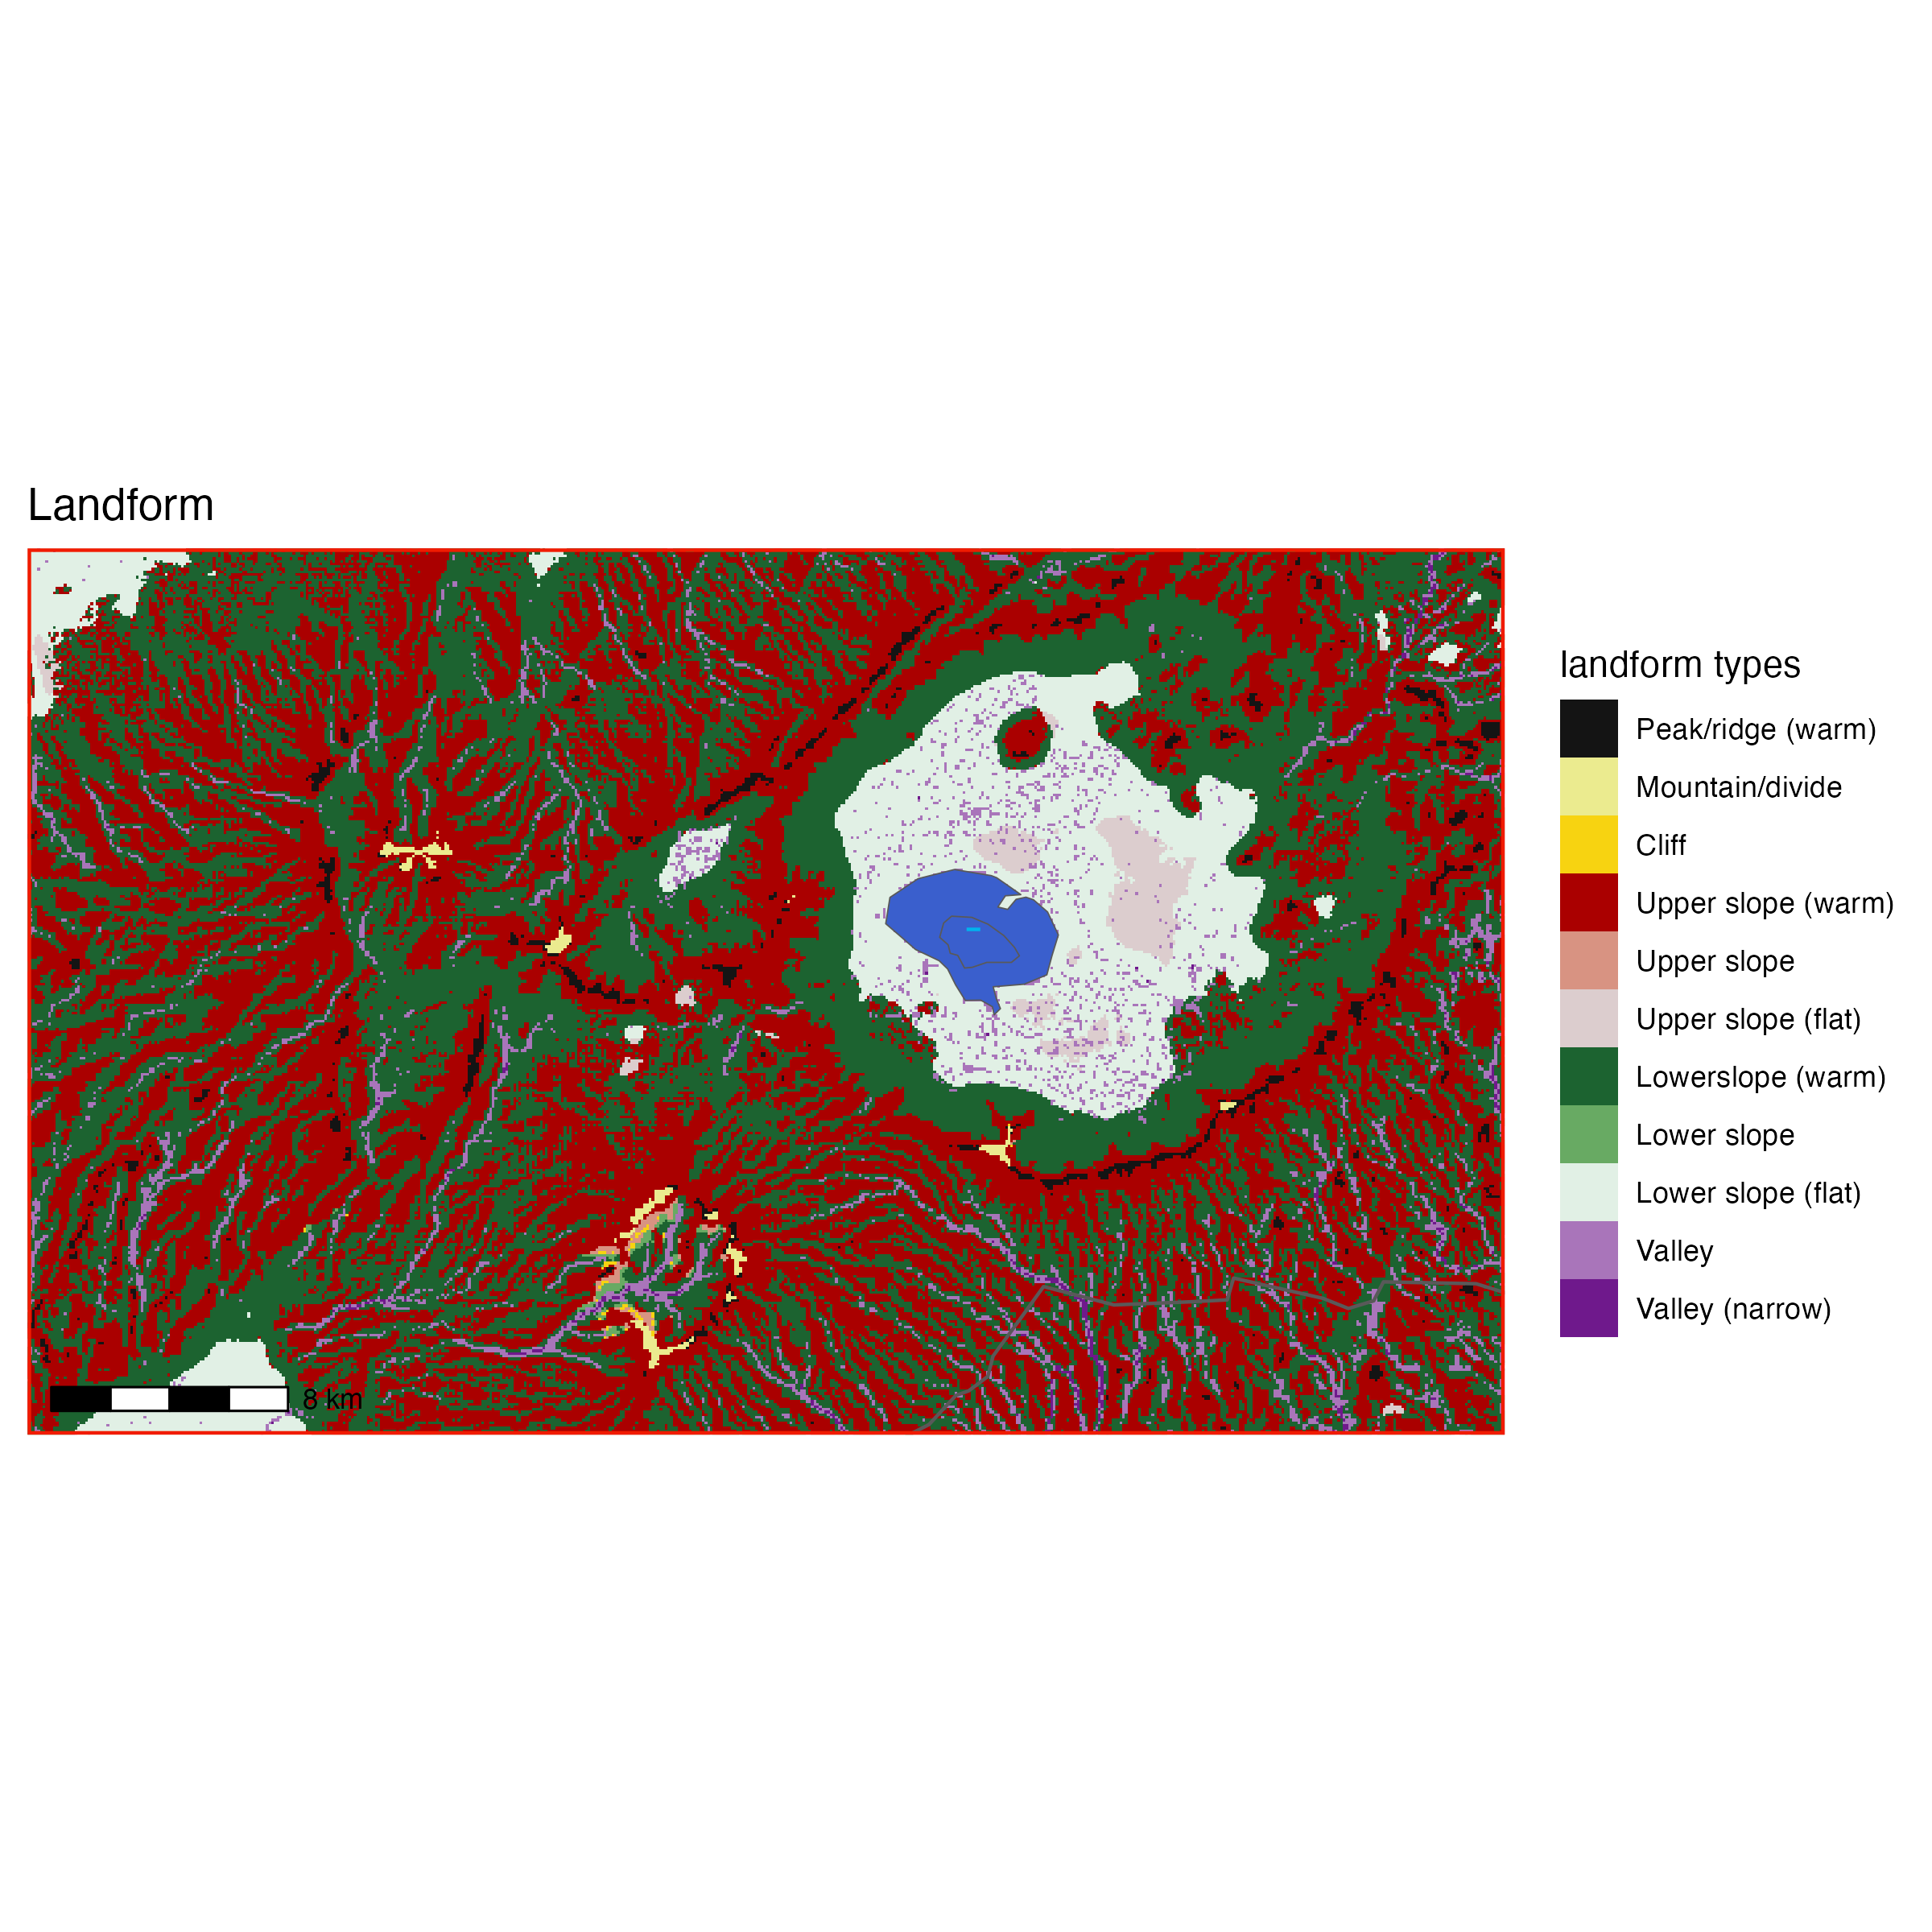 Landform
landform types
Peak/ridge (warm)
Mountain/divide
Cliff
Upper slope (warm)
Upper slope
Upper slope (flat)
Lowerslope (warm)
Lower slope
Lower slope (flat)
Valley
Valley (narrow)
8 km